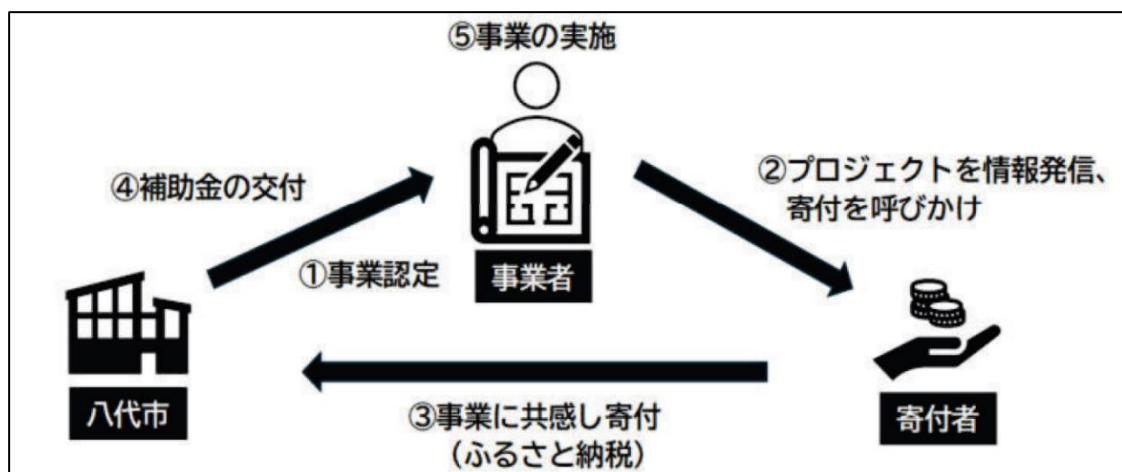 ⑤事業の実施
④補助金の交付
②プロジェクトを情報発信、
寄付を呼びかけ
①事業認定
事業者
八代市
③事業に共感し寄付
(ふるさと納税)
寄付者